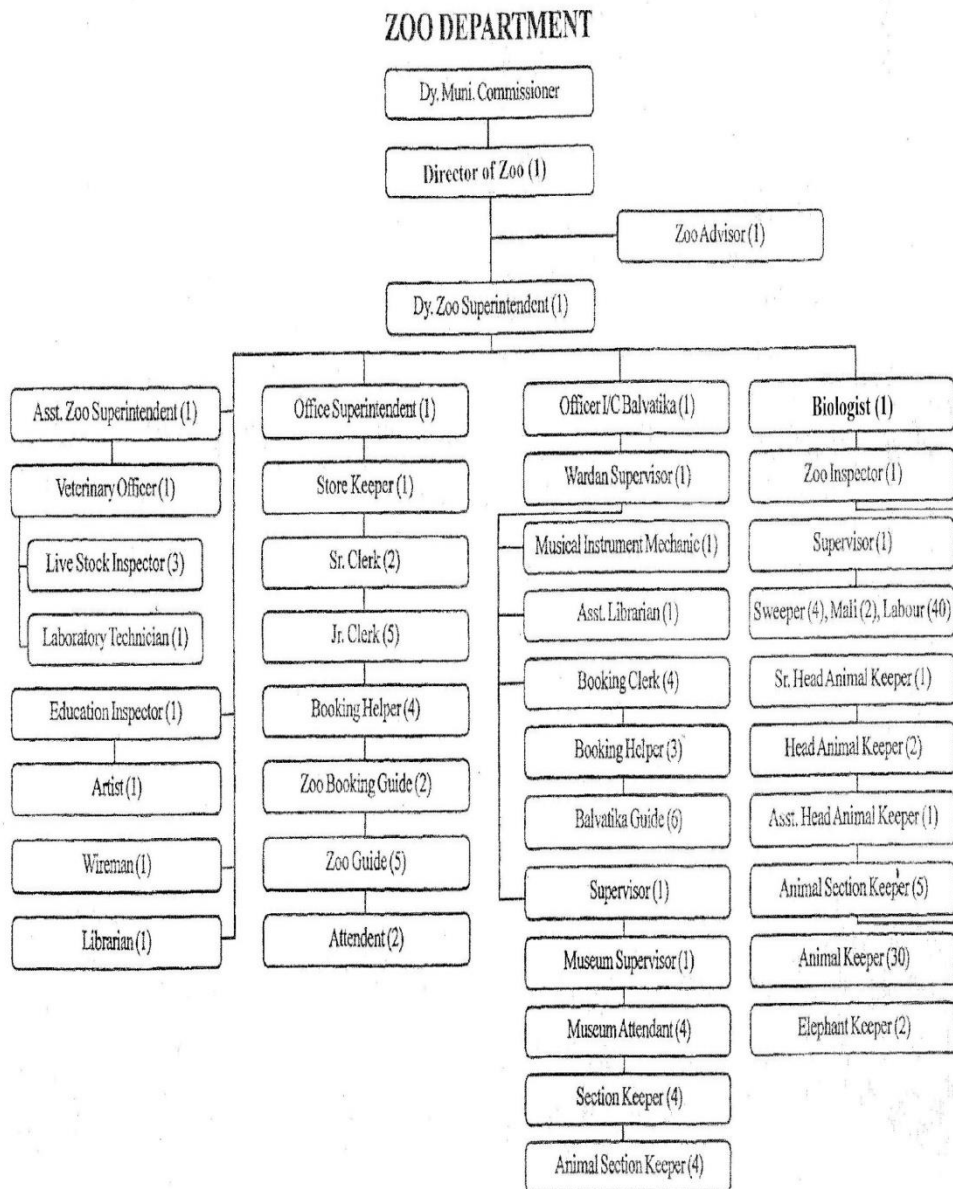 ZOO DEPARTMENT
Dy. Muni. Commissioner
Director of Zoo (1)
Zoo Advisor (1)
Dy. Zoo Superintendent (1)
Asst. Zoo Superintendent (1)
Veterinary Officer (1)
Live Stock Inspector (3)
Laboratory Technician (1)
Education Inspector (1)
Artist (1)
Wireman (1)
Librarian (1)
Office Superintendent (1)
Store Keeper (1)
Sr. Clerk (2)
Jr. Clerk (5)
Booking Helper (4)
Zoo Booking Guide (2)
Zoo Guide (5)
Attendent (2)
Officer I/C Balvatika (1)
Wardan Supervisor (1)
Musical Instrument Mechanic (1)
Asst. Librarian (1)
Booking Clerk (4)
Booking Helper (3)
Balvatika Guide (6)
Supervisor (1)
Museum Supervisor (1)
Museum Attendant (4)
Section Keeper (4)
Animal Section Keeper (4)
Biologist (1)
Zoo Inspector (1)
Supervisor (1)
Sweeper (4), Mali (2), Labour (40)
Sr. Head Animal Keeper (1)
Head Animal Keeper (2)
Asst. Head Animal Keeper (1)
Animal Section Keeper (5)
Animal Keeper (30)
Elephant Keeper (2)